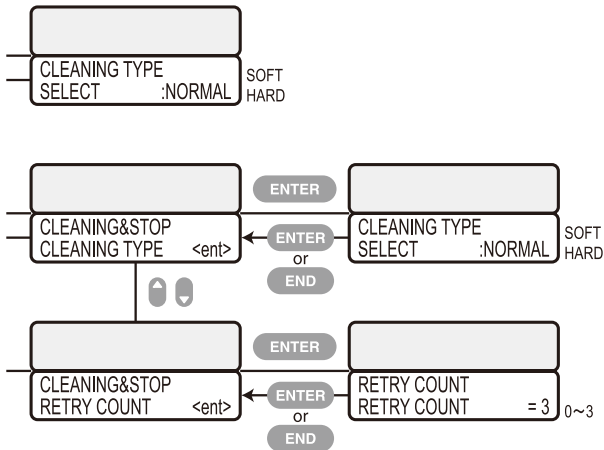 CLEANING TYPE
SELECT :NORMAL
SOFT
HARD
ENTER
CLEANING&STOP
CLEANING TYPE <ent>
ENTER
or
END
CLEANING TYPE
SELECT :NORMAL
SOFT
HARD
ENTER
CLEANING&STOP
RETRY COUNT <ent>
ENTER
or
END
RETRY COUNT
RETRY COUNT = 3
0~3